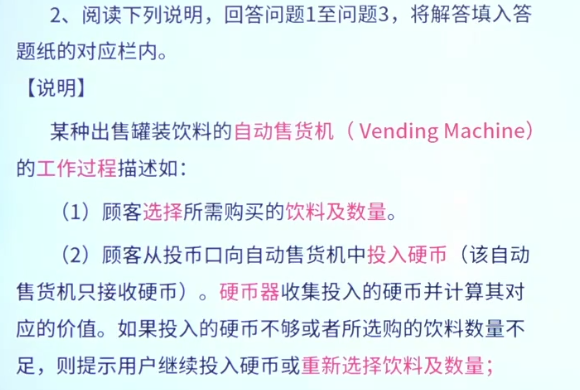 2、阅读下列说明，回答问题1至问题3，将解答填入答
题纸的对应栏内。
【说明】
某种出售罐装饮料的自动售货机（ Vending Machine）
的工作过程描述如：
（1）顾客选择所需购买的饮料及数量。
（2）顾客从投币口向自动售货机中投入硬币（该自动
售货机只接收硬币）。硬币器收集投入的硬币并计算其对
应的价值。如果投入的硬币不够或者所选购的饮料数量不
足，则提示用户继续投入硬币或重新选择饮料及数量；